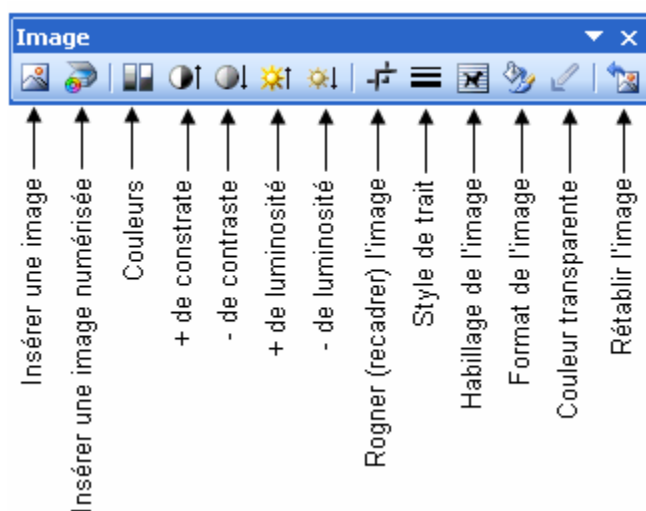 Image
Insérer une image
Insérer une image numérisée
Couleurs
+ de constrate
- de contraste
+ de luminosité
- de luminosité
Rogner (recadrer) l'image
Style de trait
Habillage de l'image
Format de l'image
Couleur transparente
Rétablir l'image